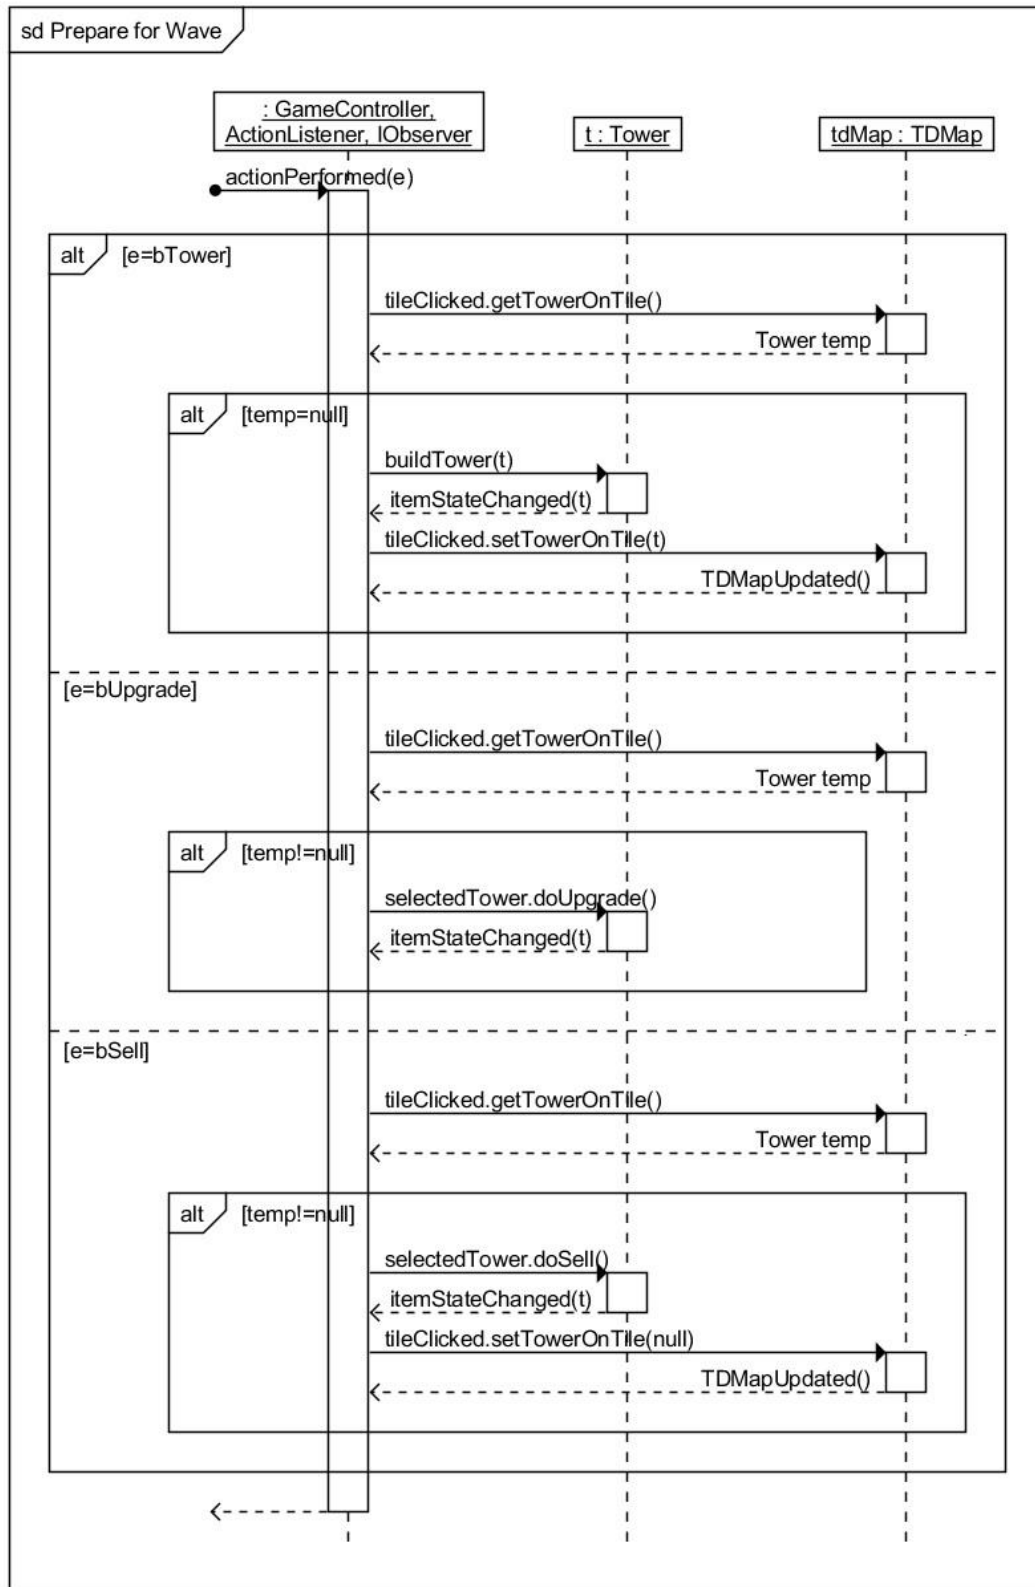 sd Prepare for Wave
: GameController,
ActionListener, IObserver
t : Tower
tdMap : TDMap
actionPerformed(e)
alt [e=bTower]
tileClicked.getTowerOnTile()
Tower temp
alt [temp=null]
buildTower(t)
itemStateChanged(t)
tileClicked.setTowerOnTile(t)
TDMapUpdated()
[e=bUpgrade]
tileClicked.getTowerOnTile()
Tower temp
alt [temp!=null]
selectedTower.doUpgrade()
itemStateChanged(t)
[e=bSell]
tileClicked.getTowerOnTile()
Tower temp
alt [temp!=null]
selectedTower.doSell()
itemStateChanged(t)
tileClicked.setTowerOnTile(null)
TDMapUpdated()